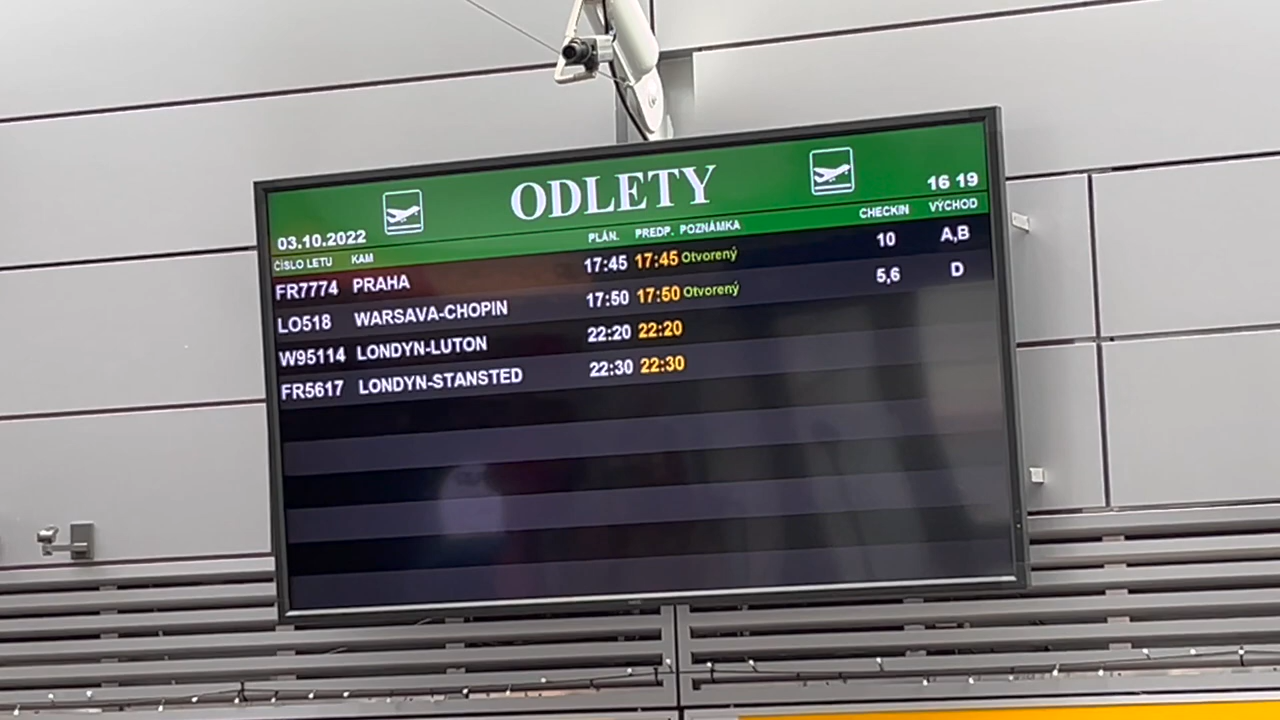 ODLETY
03.10.2022 16 19
ČÍSLO LETU KAM PLÁN. PREDP. POZNÁMKA CHECKIN VÝCHOD
FR7774 PRAHA 17:45 17:45 Otvorený 10 A,B
LO518 WARSAVA-CHOPIN 17:50 17:50 Otvorený 5,6 D
W95114 LONDYN-LUTON 22:20 22:20
FR5617 LONDYN-STANSTED 22:30 22:30